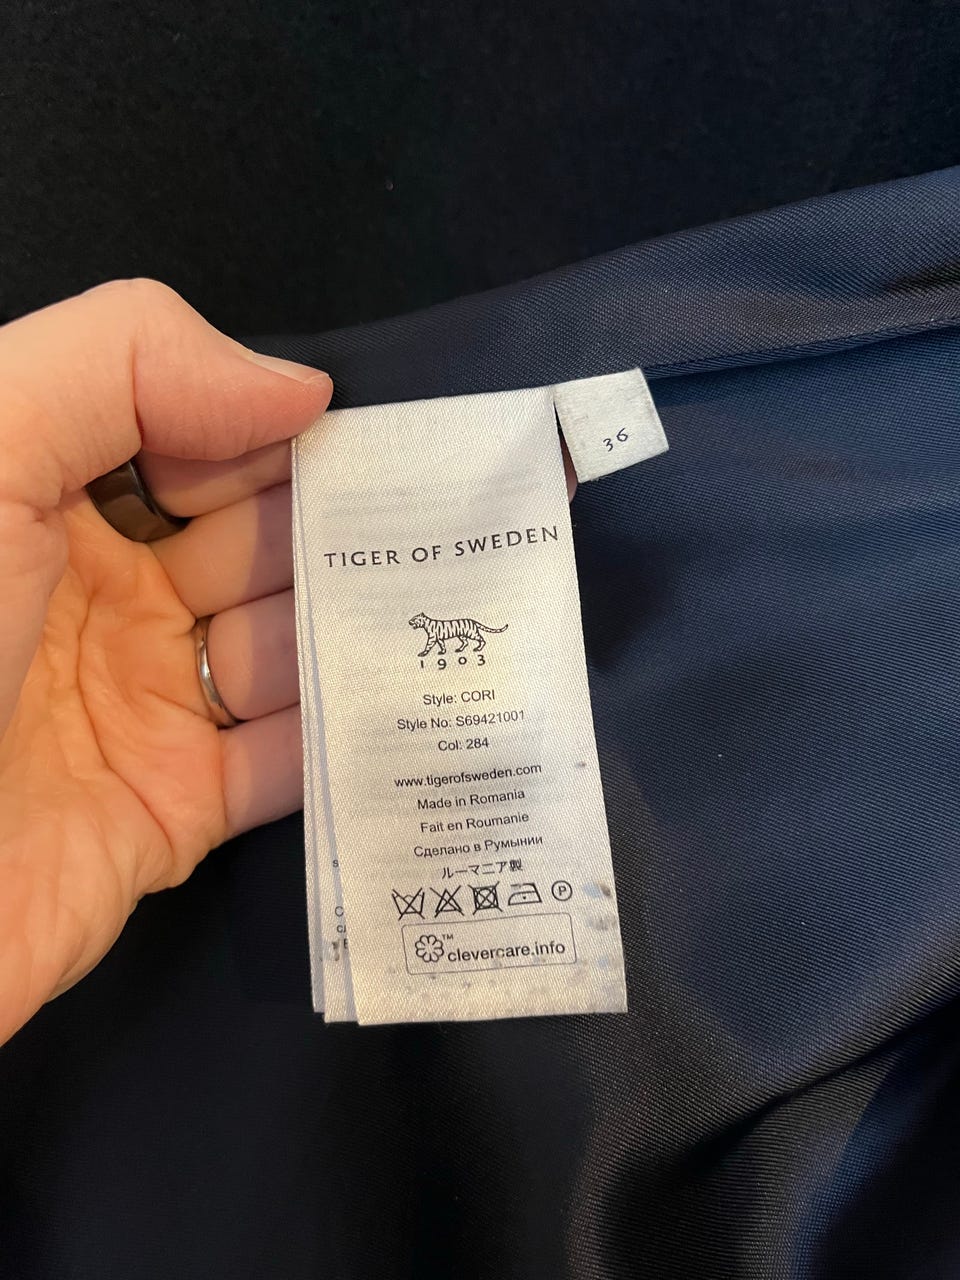 36
TIGER OF SWEDEN
1903
Style: CORI
Style No: S69421001
Col: 284
www.tigerofsweden.com
Made in Romania
Fait en Roumanie
Сделано в Румынии
ルーマニア製
P
TM
clevercare.info